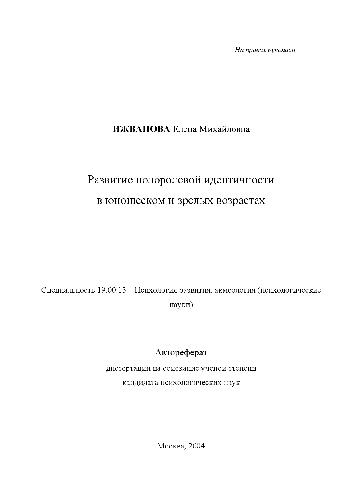 На правах рукописи
ИЖВАНОВА Елена Михайловна
Развитие полоролевой идентичности
в юношеском и зрелых возрастах
Специальность 19.00.13 – Психология развития, акмеология (психологические
науки)
Автореферат
диссертации на соискание ученой степени
кандидата психологических наук
Москва, 2004